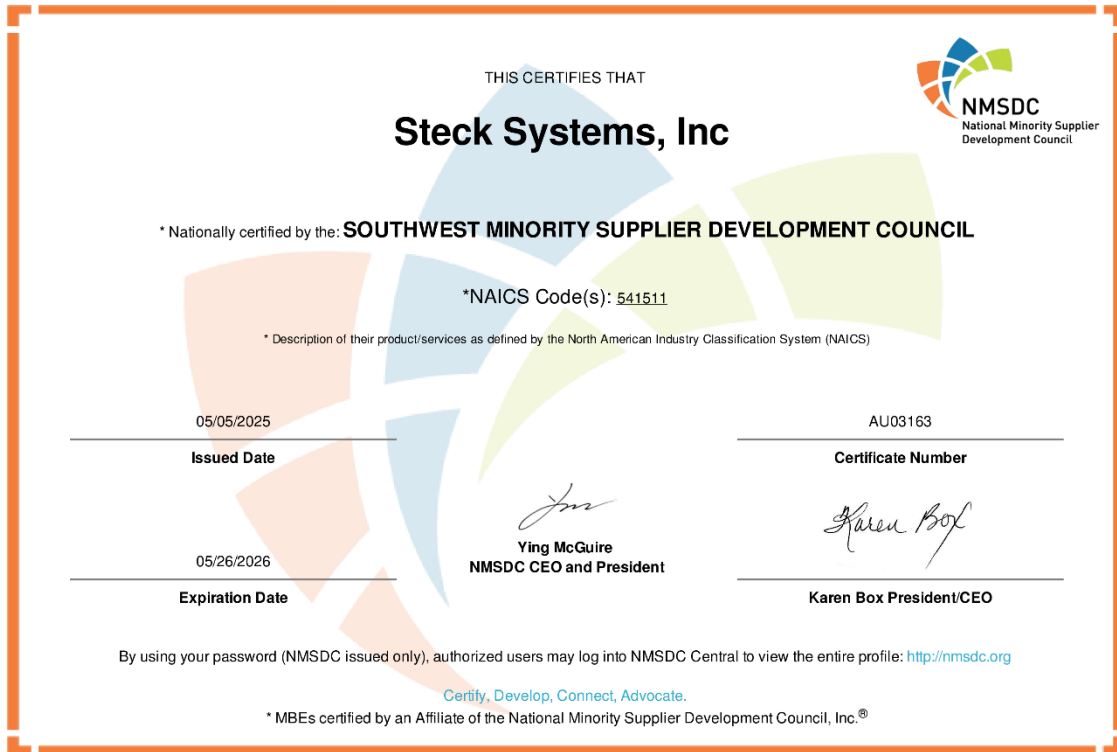 THIS CERTIFIES THAT
Steck Systems, Inc
NMSDC
National Minority Supplier
Development Council
* Nationally certified by the: SOUTHWEST MINORITY SUPPLIER DEVELOPMENT COUNCIL
*NAICS Code(s): 541511
* Description of their product/services as defined by the North American Industry Classification System (NAICS)
05/05/2025
Issued Date
AU03163
Certificate Number
05/26/2026
Expiration Date
Ying McGuire
NMSDC CEO and President
Karen Box
Karen Box President/CEO
By using your password (NMSDC issued only), authorized users may log into NMSDC Central to view the entire profile: http://nmsdc.org
Certify, Develop, Connect, Advocate.
* MBEs certified by an Affiliate of the National Minority Supplier Development Council, Inc.®